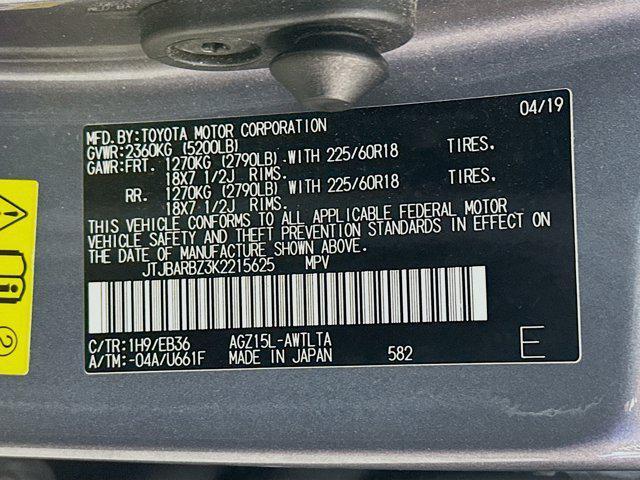 04/19
MFD.BY:TOYOTA MOTOR CORPORATION
GVWR:2360KG (5200LB)
GAWR:FRT. 1270KG (2790LB).WITH 225/60R18 TIRES,
18X7 1/2J RIMS.
RR. 1270KG (2790LB).WITH 225/60R18 TIRES,
18X7 1/2J RIMS.
THIS VEHICLE CONFORMS TO ALL APPLICABLE FEDERAL MOTOR
VEHICLE SAFETY AND THEFT PREVENTION STANDARDS IN EFFECT ON
THE DATE OF MANUFACTURE SHOWN ABOVE.
JTJBARBZ3K2215625 MPV
C/TR:1H9/EB36 AGZ15L-AWTLTA
A/TM:-04A/U661F MADE IN JAPAN 582 E
2